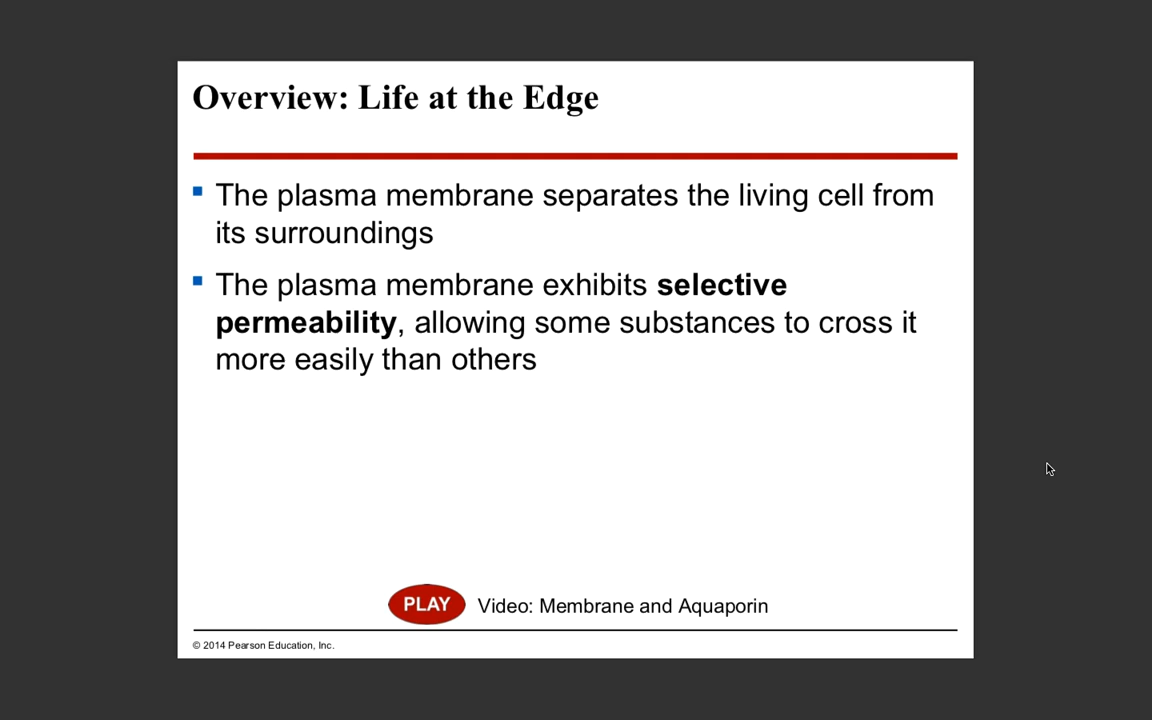 Overview: Life at the Edge
The plasma membrane separates the living cell from
its surroundings
The plasma membrane exhibits selective
permeability, allowing some substances to cross it
more easily than others
PLAY Video: Membrane and Aquaporin
© 2014 Pearson Education, Inc.